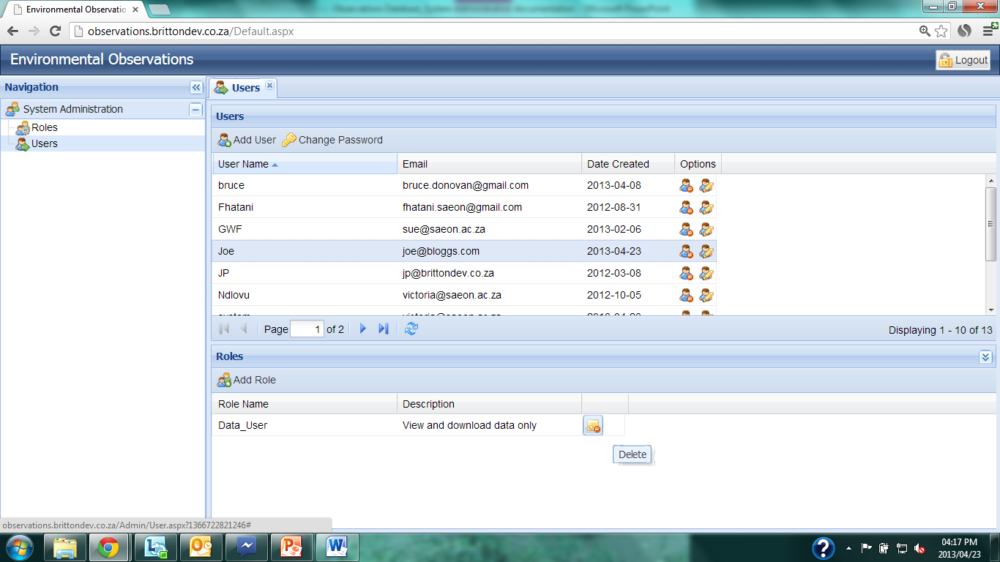 Environmental Observatio
observations.brittondev.co.za/Default.aspx
Environmental Observations
Logout
Navigation
System Administration
Roles
Users
Users
Users
Add User Change Password
User Name Email Date Created Options
bruce bruce.donovan@gmail.com 2013-04-08
Fhatani fhatani.saeon@gmail.com 2012-08-31
GWF sue@saeon.ac.za 2013-02-06
Joe joe@bloggs.com 2013-04-23
JP jp@brittondev.co.za 2012-03-08
Ndlovu victoria@saeon.ac.za 2012-10-05
Page 1 of 2 Displaying 1 - 10 of 13
Roles
Add Role
Role Name Description
Data_User View and download data only
Delete
observations.brittondev.co.za/Admin/User.aspx?1366722821246#
04:17 PM
2013/04/23